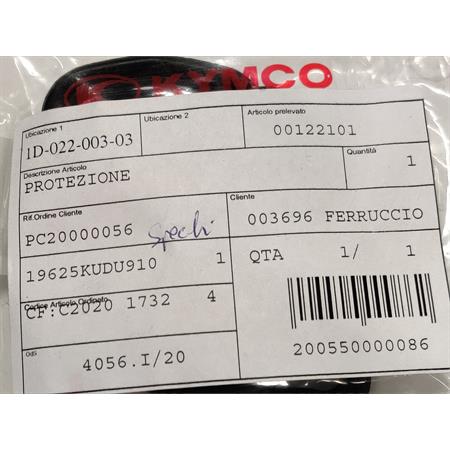 KYMCO
Ubicazione 1
1D-022-003-03
Ubicazione 2
Articolo prelevato
00122101
Descrizione Articolo
PROTEZIONE
Quantità
1
Rif.Ordine Cliente
PC20000056
Specchi
Cliente
003696 FERRUCCIO
19625KUDU910 1
QTA 1/ 1
Codice Articolo Ordinato
CF:C2020 1732 4
Odl
4056.I/20
200550000086